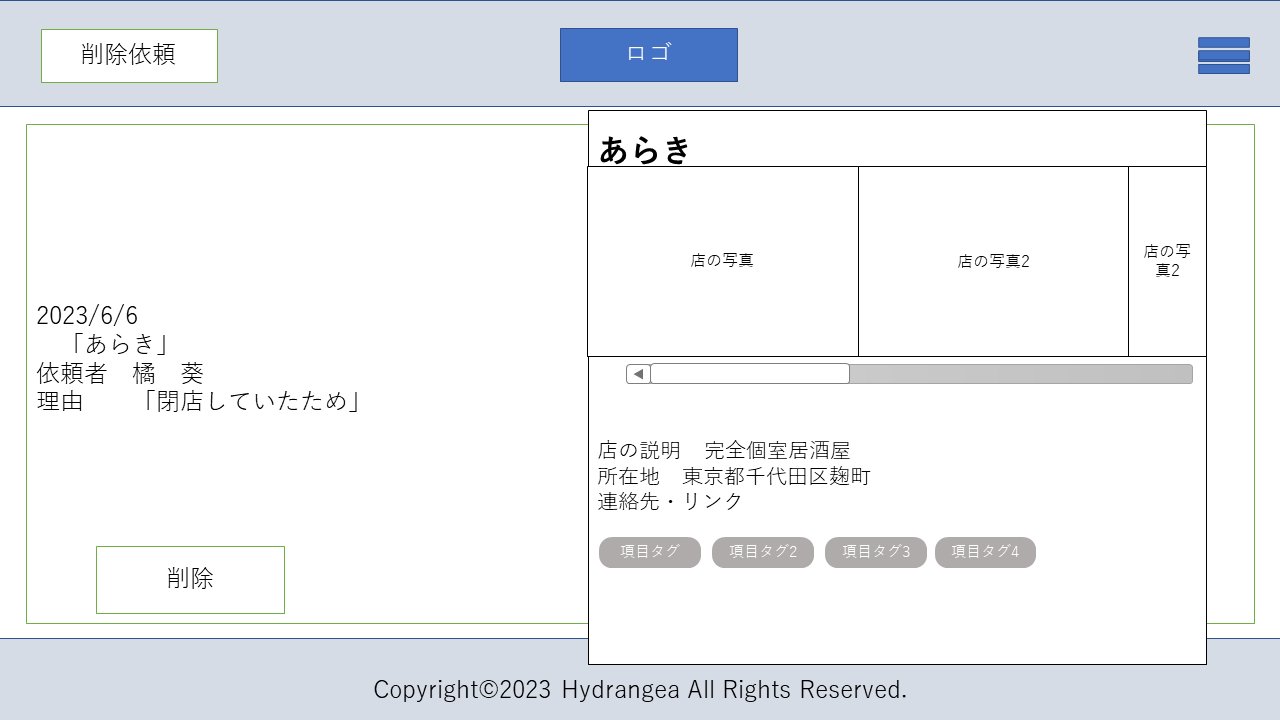 削除依頼
ロゴ
2023/6/6
「あらき」
依頼者　橘　葵
理由　　「閉店していたため」
削除
あらき
店の写真
店の写真2
店の写
真2
店の説明　完全個室居酒屋
所在地　東京都千代田区麹町
連絡先・リンク
項目タグ
項目タグ2
項目タグ3
項目タグ4
Copyright©2023 Hydrangea All Rights Reserved.